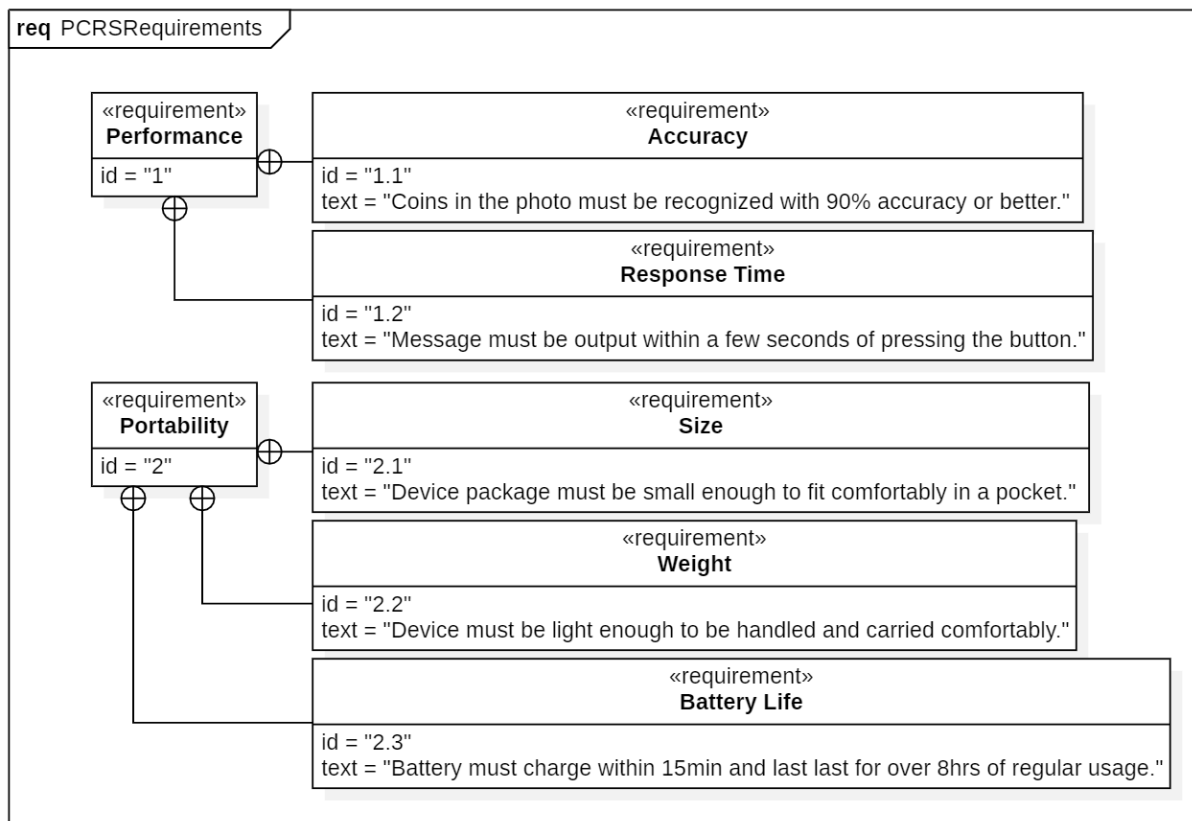 req PCRSRequirements
«requirement»
Performance
id = "1"
«requirement»
Accuracy
id = "1.1"
text = "Coins in the photo must be recognized with 90% accuracy or better."
«requirement»
Response Time
id = "1.2"
text = "Message must be output within a few seconds of pressing the button."
«requirement»
Portability
id = "2"
«requirement»
Size
id = "2.1"
text = "Device package must be small enough to fit comfortably in a pocket."
«requirement»
Weight
id = "2.2"
text = "Device must be light enough to be handled and carried comfortably."
«requirement»
Battery Life
id = "2.3"
text = "Battery must charge within 15min and last last for over 8hrs of regular usage."